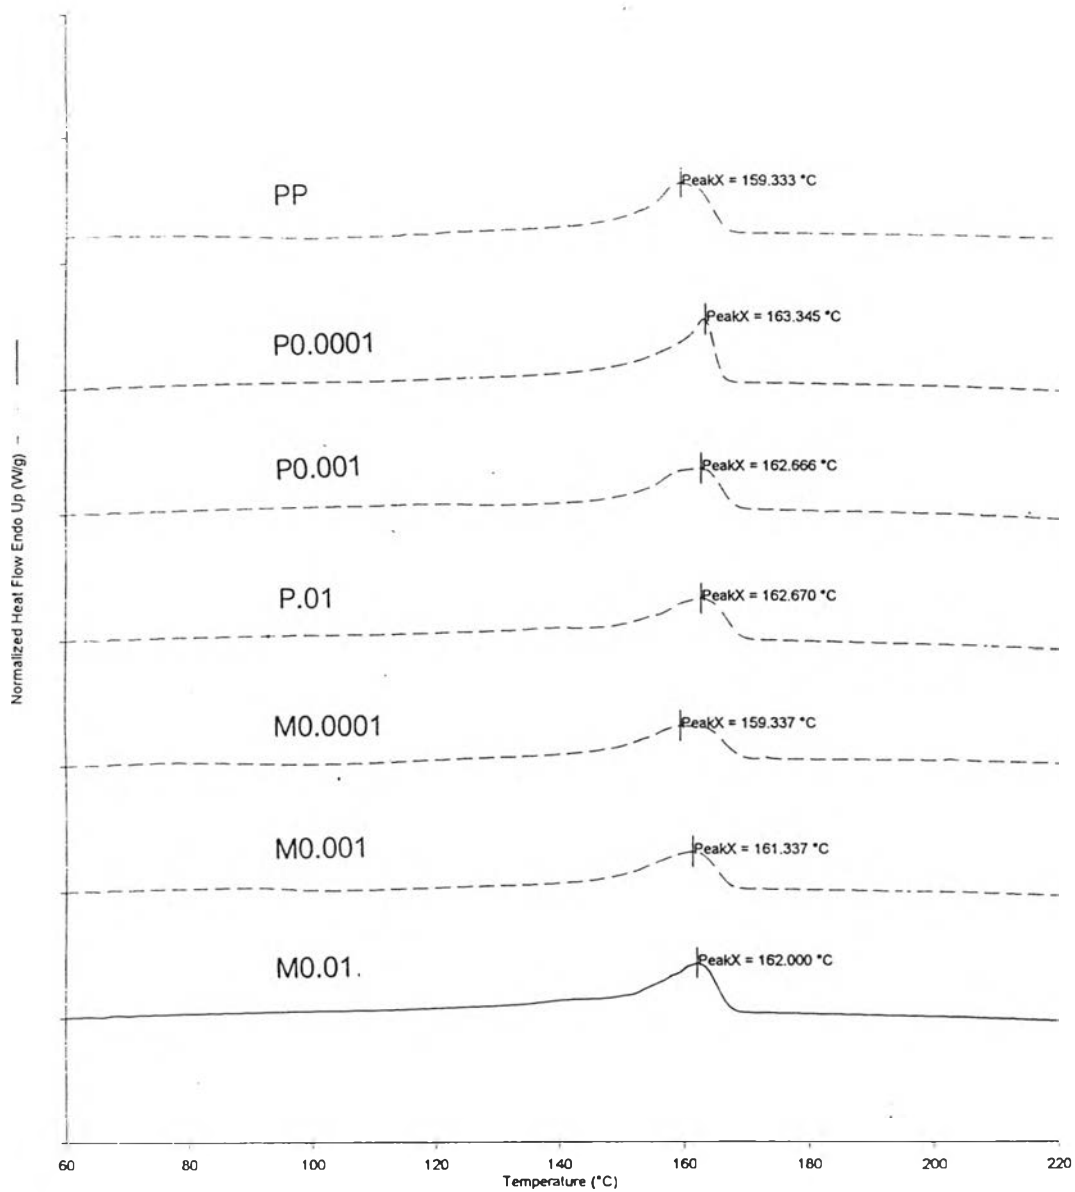 PP
PeakX = 159.333 °C
P0.0001
PeakX = 163.345 °C
P0.001
PeakX = 162.666 °C
P.01
PeakX = 162.670 °C
M0.0001
PeakX = 159.337 °C
M0.001
PeakX = 161.337 °C
M0.01.
PeakX = 162.000 °C
Normalized Heat Flow Endo Up (W/g)
60 80 100 120 140 160 180 200 220
Temperature (°C)